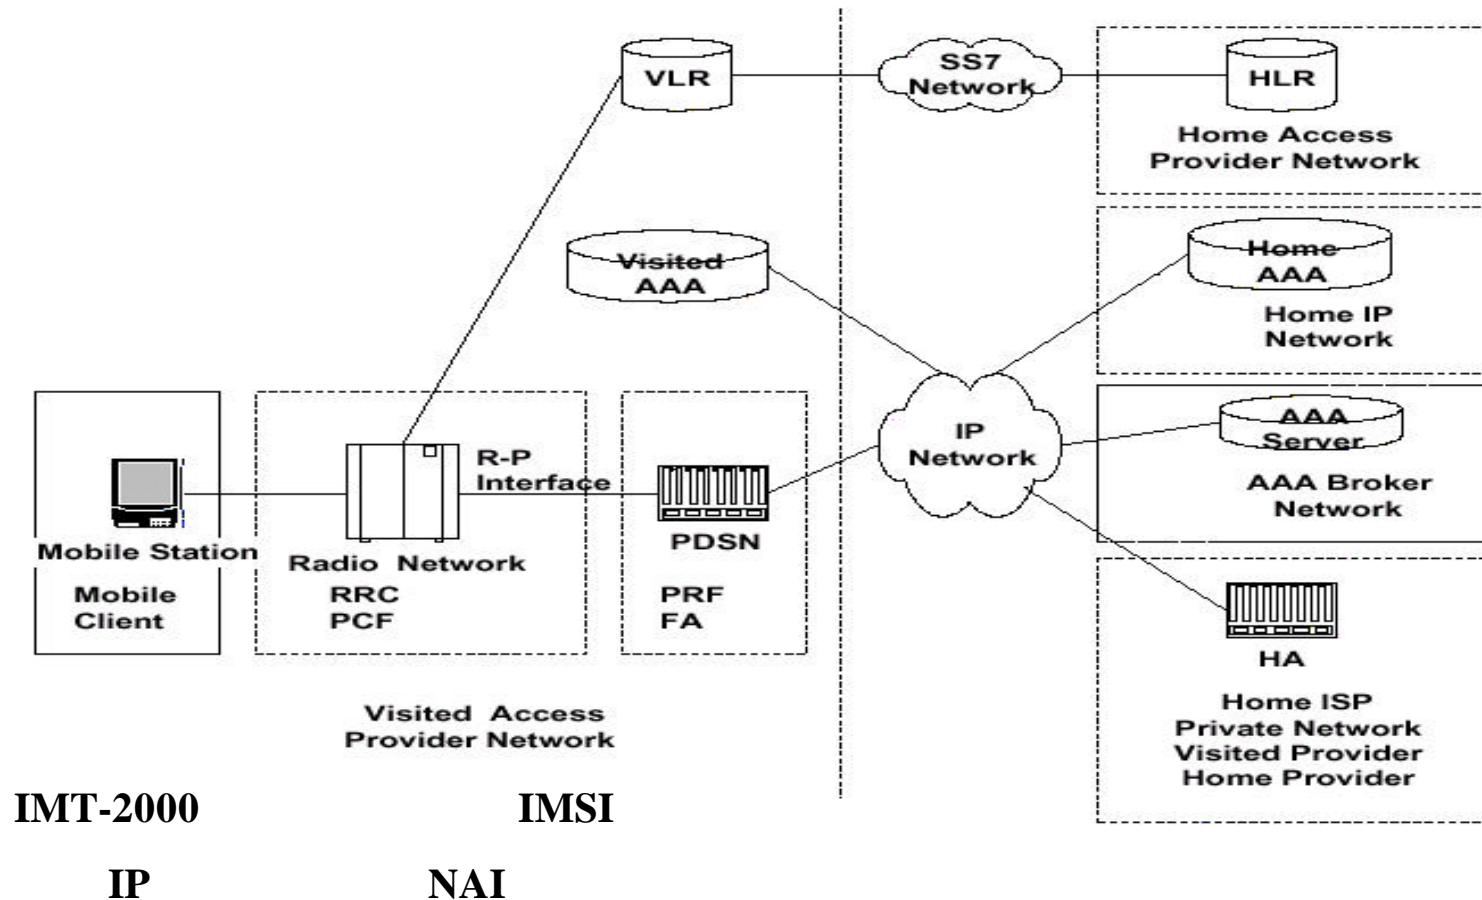 VLR
SS7
Network
HLR
Home Access
Provider Network
Visited
AAA
Home
AAA
Home IP
Network
IP
Network
AAA
Server
AAA Broker
Network
R-P
Interface
Mobile Station
Mobile
Client
Radio Network
RRC
PCF
PDSN
PRF
FA
HA
Home ISP
Private Network
Visited Provider
Home Provider
Visited Access
Provider Network
IMT-2000 IMSI
IP NAI